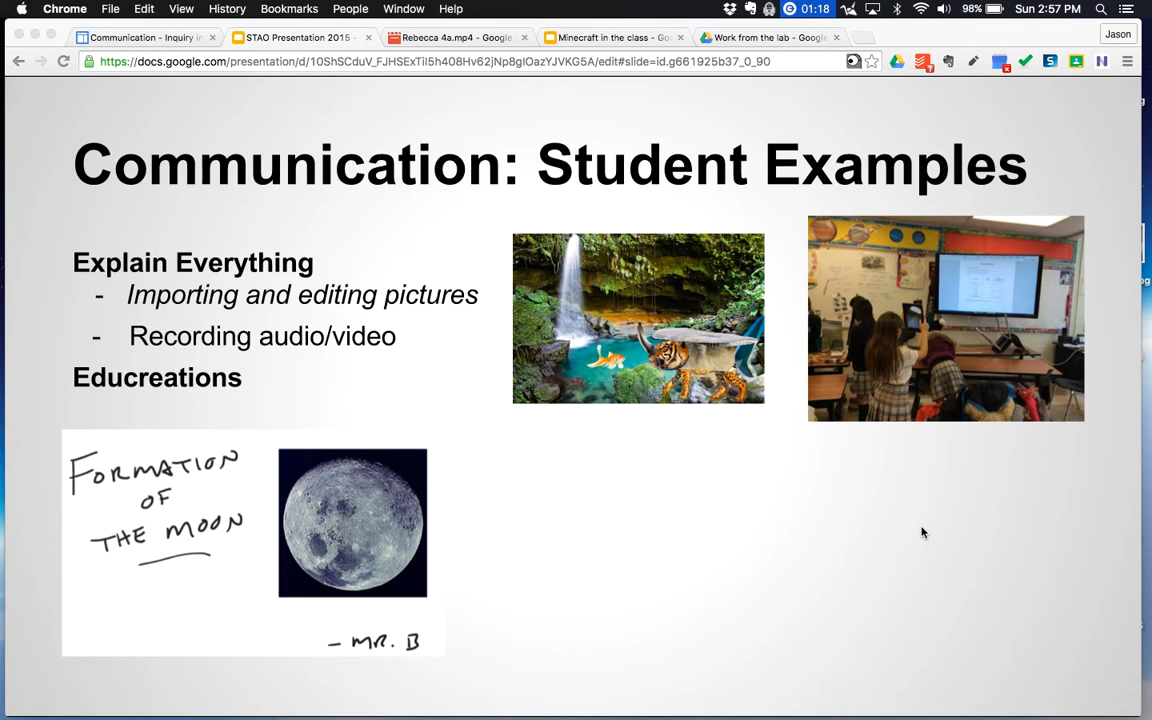 Chrome File Edit View History Bookmarks People Window Help 01:18 98% Sun 2:57 PM
Communication - Inquiry in STAO Presentation 2015 - Rebecca 4a.mp4 - Google Minecraft in the class - Goo Work from the lab - Google Jason
https://docs.google.com/presentation/d/10ShSCduV_FJHSExTil5h408Hv62jNp8glOazYJVKG5A/edit#slide=id.g661925b37_0_90
Communication: Student Examples
Explain Everything
- Importing and editing pictures
- Recording audio/video
Educreations
FORMATION
OF
THE MOON
- MR. B